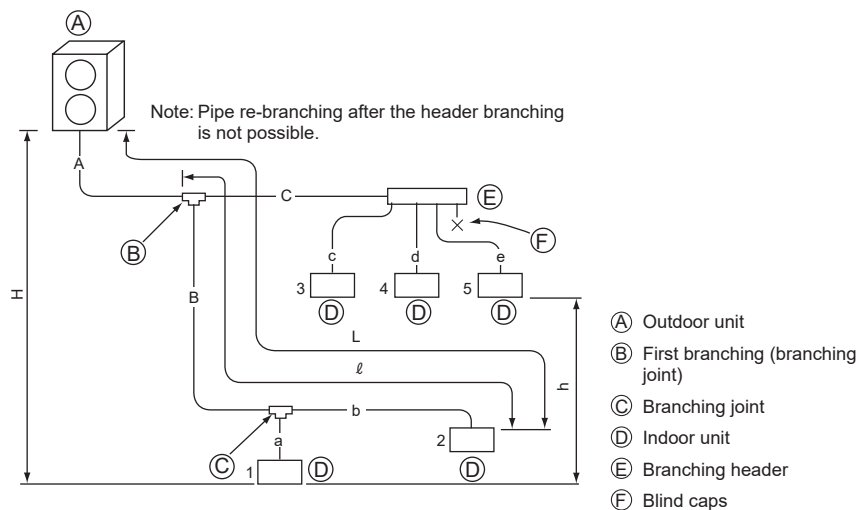 Ⓐ
Note: Pipe re-branching after the header branching
is not possible.
A
C
Ⓔ
Ⓑ
Ⓕ
c
d
e
B
3
4
5
Ⓓ
Ⓓ
Ⓓ
H
L
ℓ
h
b
a
2
Ⓒ
1
Ⓓ
Ⓓ
Ⓐ Outdoor unit
Ⓑ First branching (branching
joint)
Ⓒ Branching joint
Ⓓ Indoor unit
Ⓔ Branching header
Ⓕ Blind caps